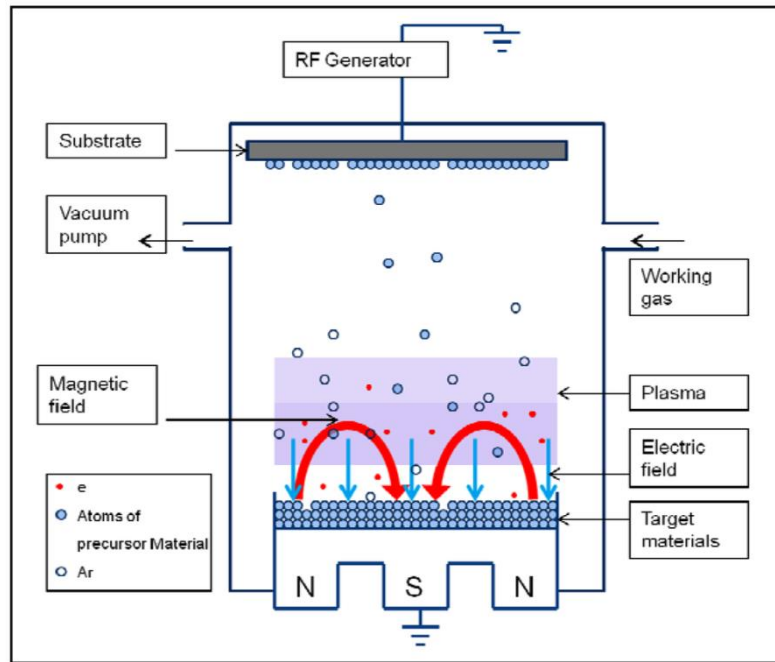 RF Generator
Substrate
Vacuum
pump
Working
gas
Magnetic
field
Plasma
Electric
field
e
Atoms of
precursor Material
Ar
Target
materials
N S N